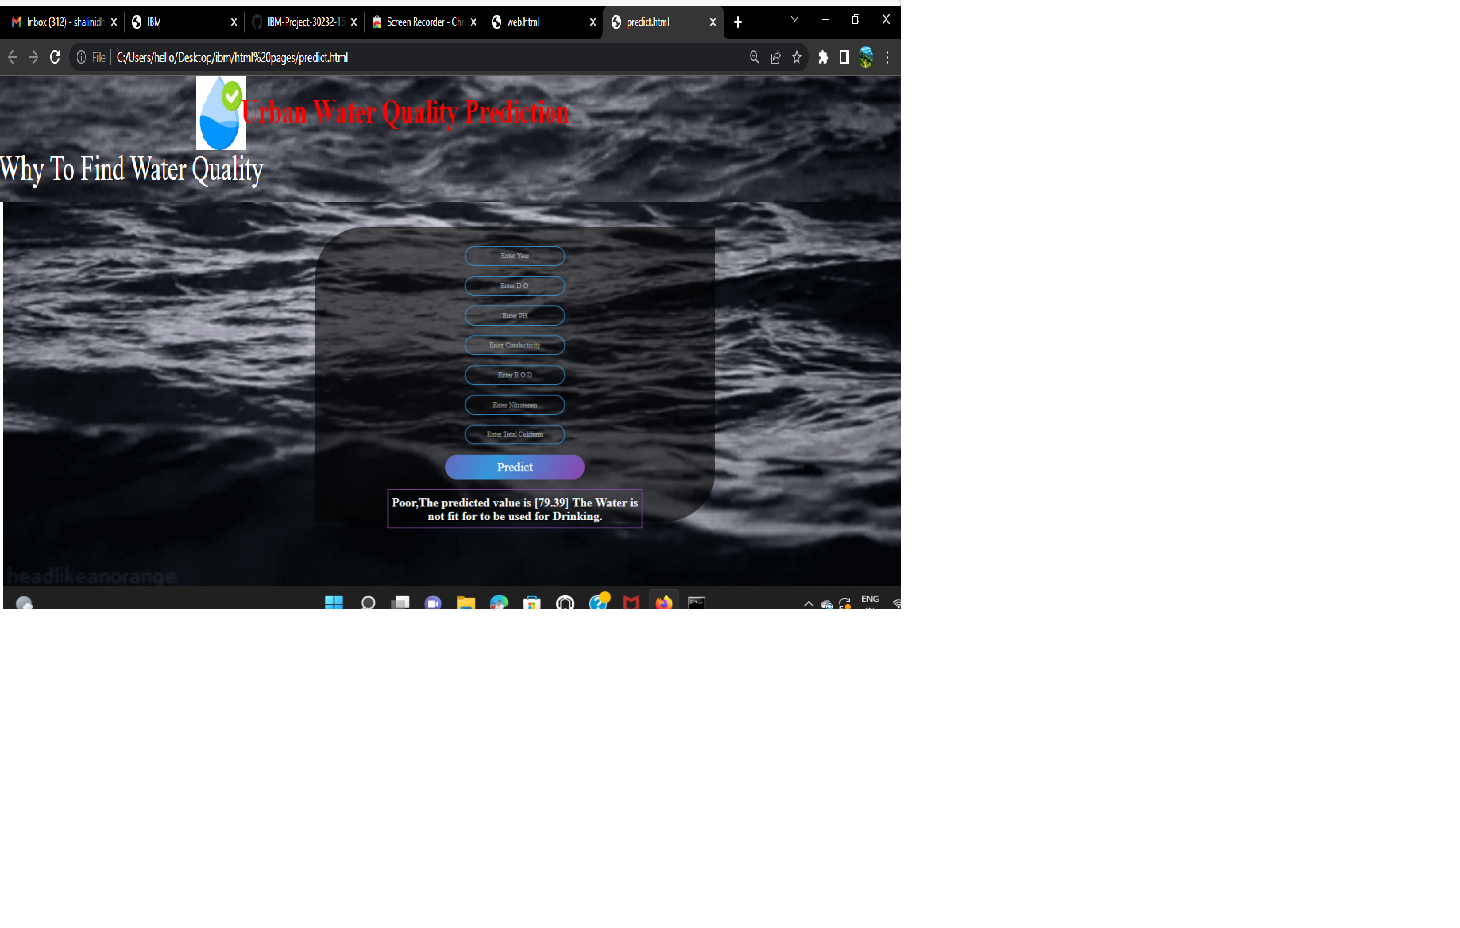 Inbox (312) - shalinidh
IBM
IBM-Project-30232-16
Screen Recorder - Chr
web.html
predict.html
File
C:/Users/hello/Desktop/ibm/html%20pages/predict.html
Urban Water Quality Prediction
Why To Find Water Quality
Enter Year
Enter D.O
Enter PH
Enter Conductivity
Enter B.O.D
Enter Nitratenen
Enter Total Coliform
Predict
Poor,The predicted value is [79.39] The Water is
not fit for to be used for Drinking.
headlikeanorange
ENG